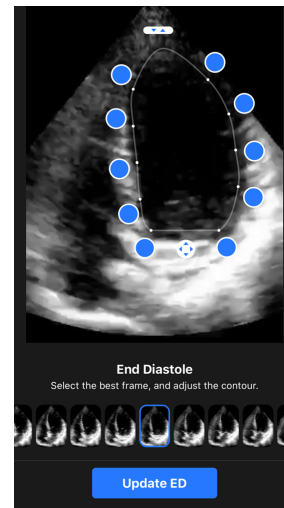 End Diastole
Select the best frame, and adjust the contour.
Update ED